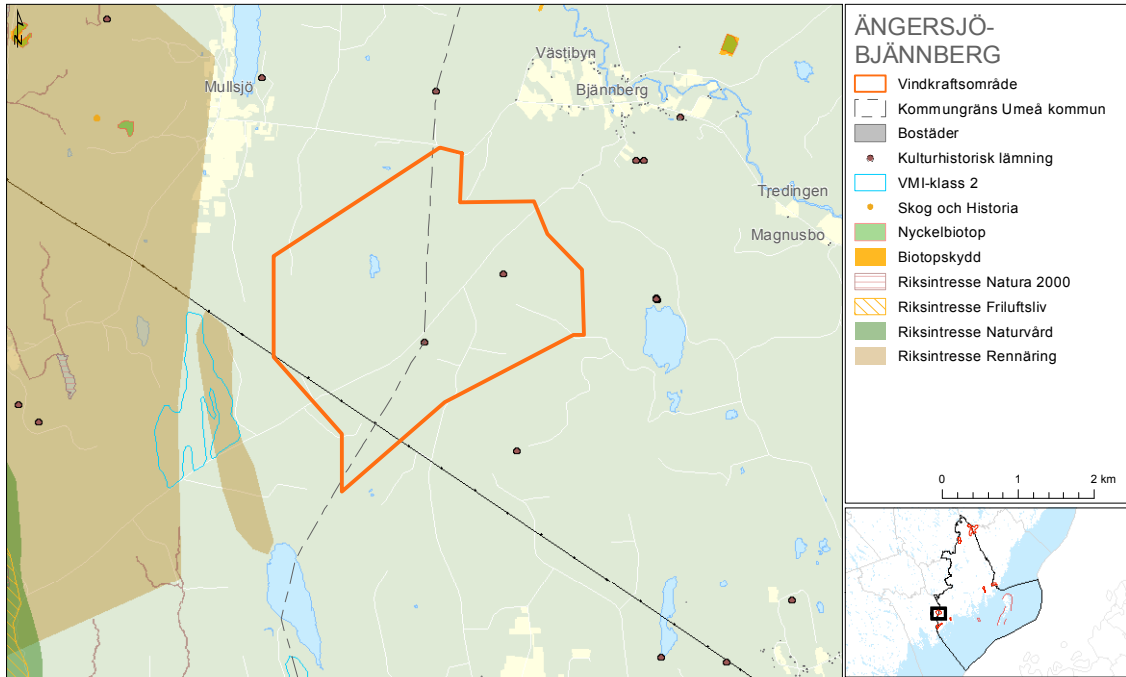 N
Västibyn
Mullsjö
Bjännberg
Tredingen
Magnusbo
ÄNGERSJÖ-
BJÄNNBERG
Vindkraftsområde
Kommungräns Umeå kommun
Bostäder
Kulturhistorisk lämning
VMI-klass 2
Skog och Historia
Nyckelbiotop
Biotopskydd
Riksintresse Natura 2000
Riksintresse Friluftsliv
Riksintresse Naturvård
Riksintresse Rennäring
0 1 2 km